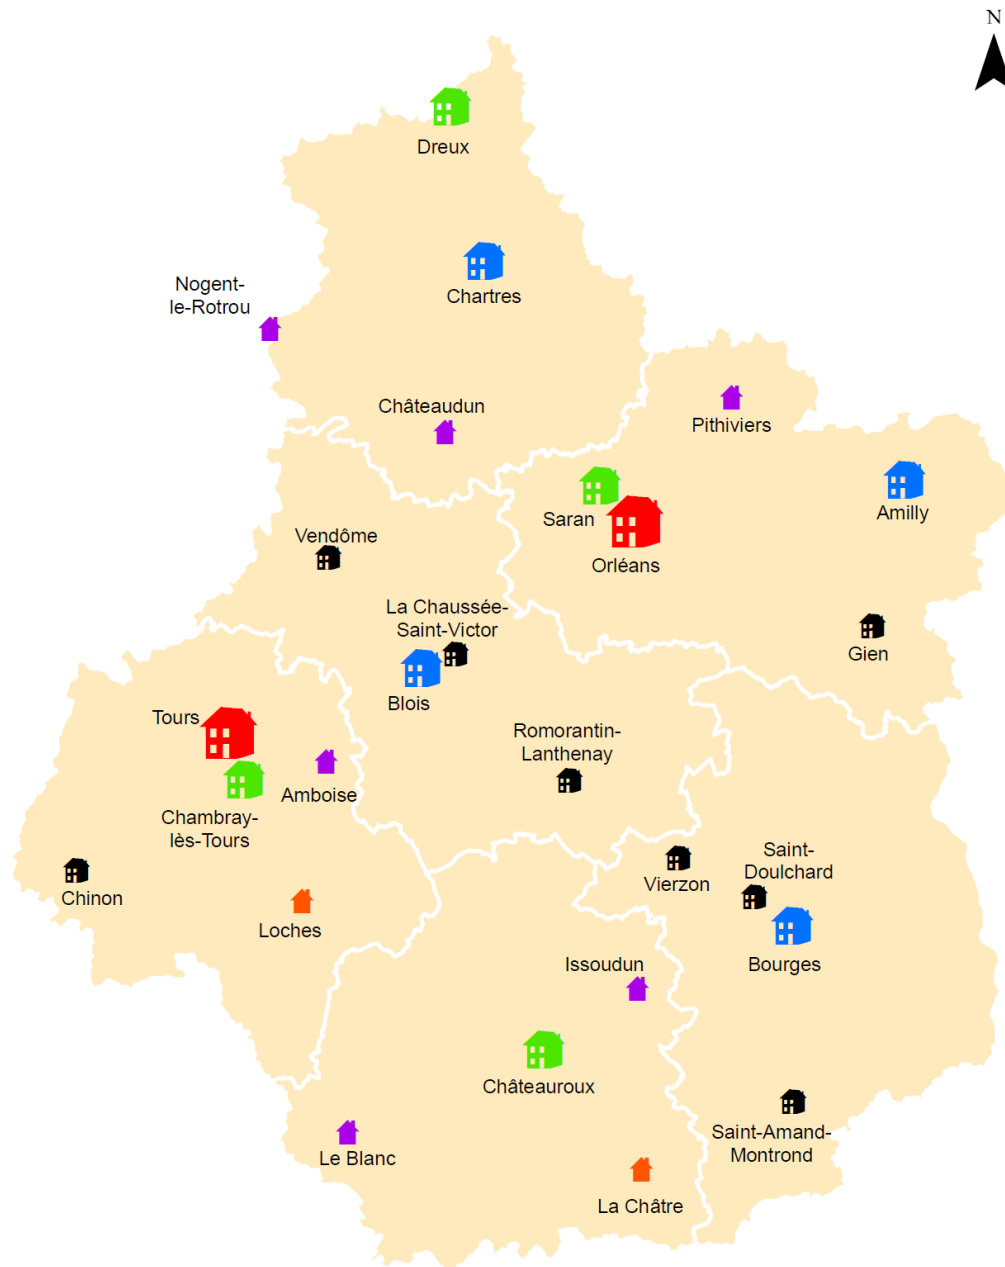 N
Dreux
Chartres
Nogent-
le-Rotrou
Châteaudun
Pithiviers
Saran
Orléans
Amilly
Vendôme
La Chaussée-
Saint-Victor
Blois
Gien
Tours
Chambray-
lès-Tours
Amboise
Romorantin-
Lanthenay
Chinon
Loches
Vierzon
Saint-
Doulchard
Bourges
Issoudun
Châteauroux
Le Blanc
La Châtre
Saint-Amand-
Montrond